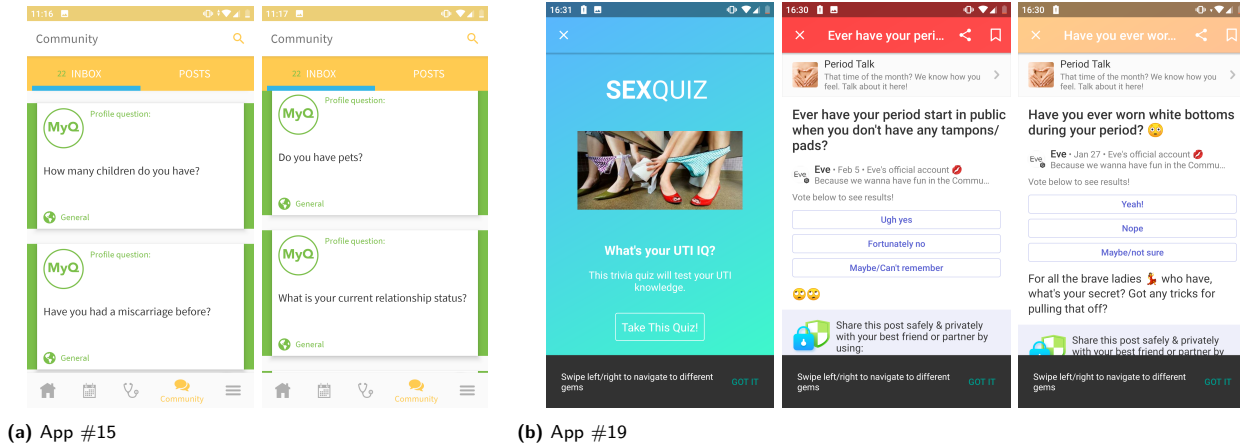 11:16
Community
22 INBOX POSTS
MyQ
Profile question:
How many children do you have?
General
MyQ
Profile question:
Have you had a miscarriage before?
General
Community
11:17
Community
22 INBOX POSTS
MyQ
Profile question:
Do you have pets?
General
MyQ
Profile question:
What is your current relationship status?
General
Community
(a) App #15
16:31
SEXQUIZ
What's your UTI IQ?
This trivia quiz will test your UTI
knowledge.
Take This Quiz!
Swipe left/right to navigate to different
gems
GOT IT
16:30
Ever have your peri...
Period Talk
That time of the month? We know how you
feel. Talk about it here!
Ever have your period start in public
when you don't have any tampons/
pads?
Eve
Eve • Feb 5 • Eve's official account 💋
Because we wanna have fun in the Commu...
Vote below to see results!
Ugh yes
Fortunately no
Maybe/Can't remember
🙄🙄
Share this post safely & privately
with your best friend or partner by
using:
Swipe left/right to navigate to different
gems
GOT IT
16:30
Have you ever wor...
Period Talk
That time of the month? We know how you
feel. Talk about it here!
Have you ever worn white bottoms
during your period? 😳
Eve
Eve • Jan 27 • Eve's official account 💋
Because we wanna have fun in the Commu...
Vote below to see results!
Yeah!
Nope
Maybe/not sure
For all the brave ladies 💃 who have,
what's your secret? Got any tricks for
pulling that off?
Share this post safely & privately
with your best friend or partner by
Swipe left/right to navigate to different
gems
GOT IT
(b) App #19